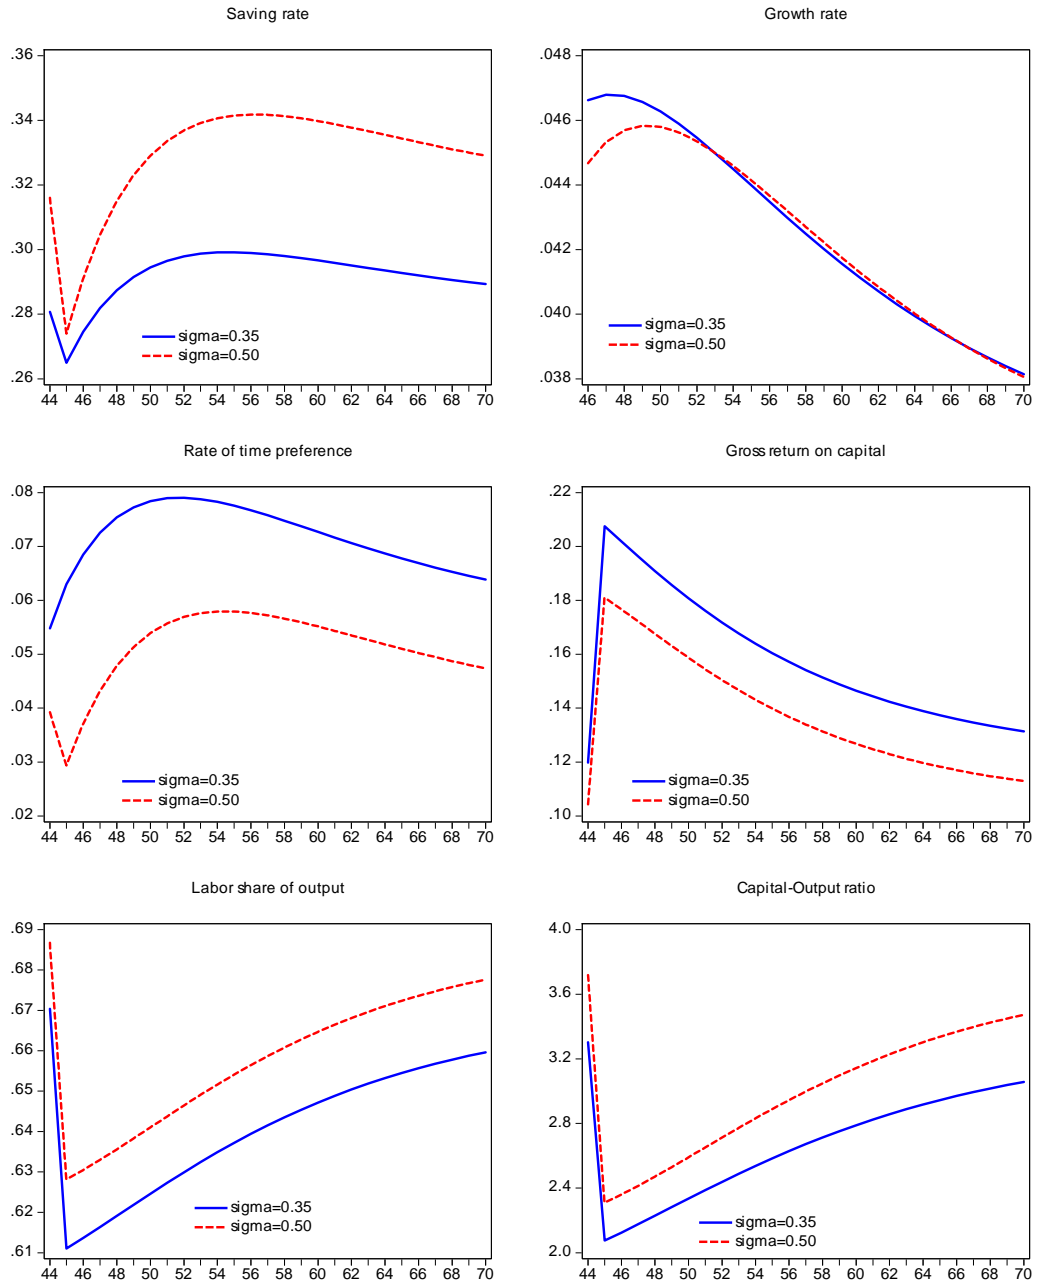 Saving rate
.36
.34
.32
.30
.28
.26
sigma=0.35
sigma=0.50
44 46 48 50 52 54 56 58 60 62 64 66 68 70
Growth rate
.048
.046
.044
.042
.040
.038
sigma=0.35
sigma=0.50
46 48 50 52 54 56 58 60 62 64 66 68 70
Rate of time preference
.08
.07
.06
.05
.04
.03
.02
sigma=0.35
sigma=0.50
44 46 48 50 52 54 56 58 60 62 64 66 68 70
Gross return on capital
.22
.20
.18
.16
.14
.12
.10
sigma=0.35
sigma=0.50
44 46 48 50 52 54 56 58 60 62 64 66 68 70
Labor share of output
.69
.68
.67
.66
.65
.64
.63
.62
.61
sigma=0.35
sigma=0.50
44 46 48 50 52 54 56 58 60 62 64 66 68 70
Capital-Output ratio
4.0
3.6
3.2
2.8
2.4
2.0
sigma=0.35
sigma=0.50
44 46 48 50 52 54 56 58 60 62 64 66 68 70